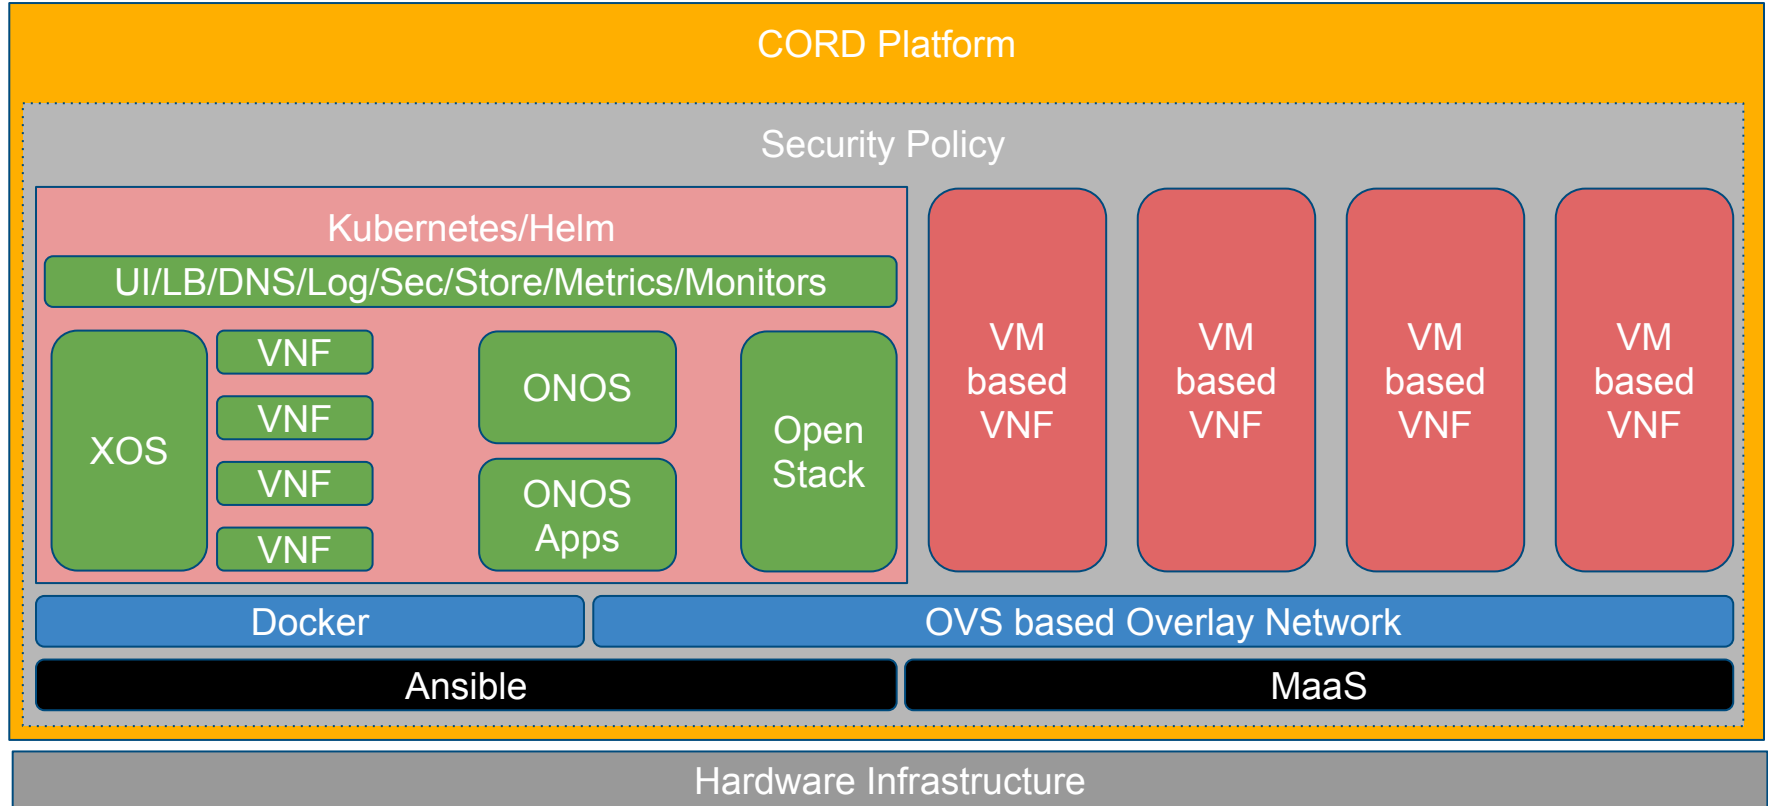 CORD Platform
Security Policy
Kubernetes/Helm
UI/LB/DNS/Log/Sec/Store/Metrics/Monitors
XOS
VNF
VNF
VNF
VNF
ONOS
ONOS
Apps
Open
Stack
VM
based
VNF
VM
based
VNF
VM
based
VNF
VM
based
VNF
Docker
OVS based Overlay Network
Ansible
MaaS
Hardware Infrastructure